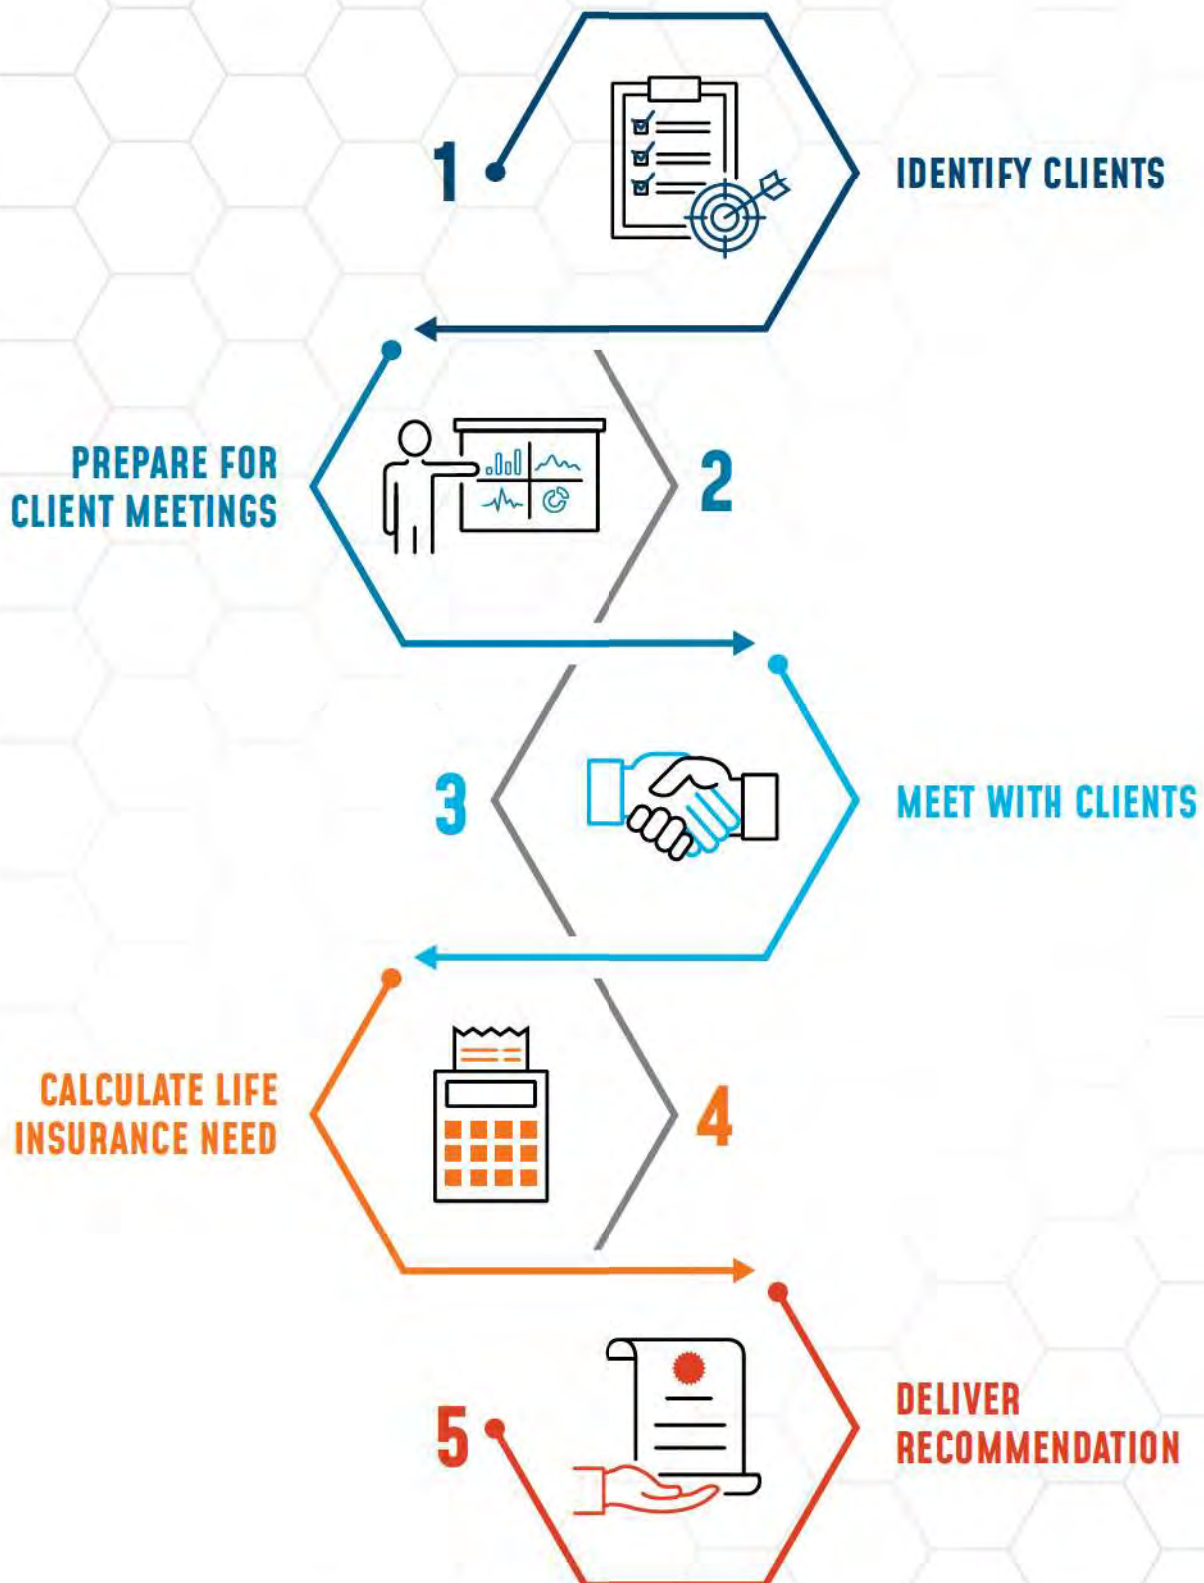 1
IDENTIFY CLIENTS
PREPARE FOR
CLIENT MEETINGS
2
3
MEET WITH CLIENTS
CALCULATE LIFE
INSURANCE NEED
4
5
DELIVER
RECOMMENDATION